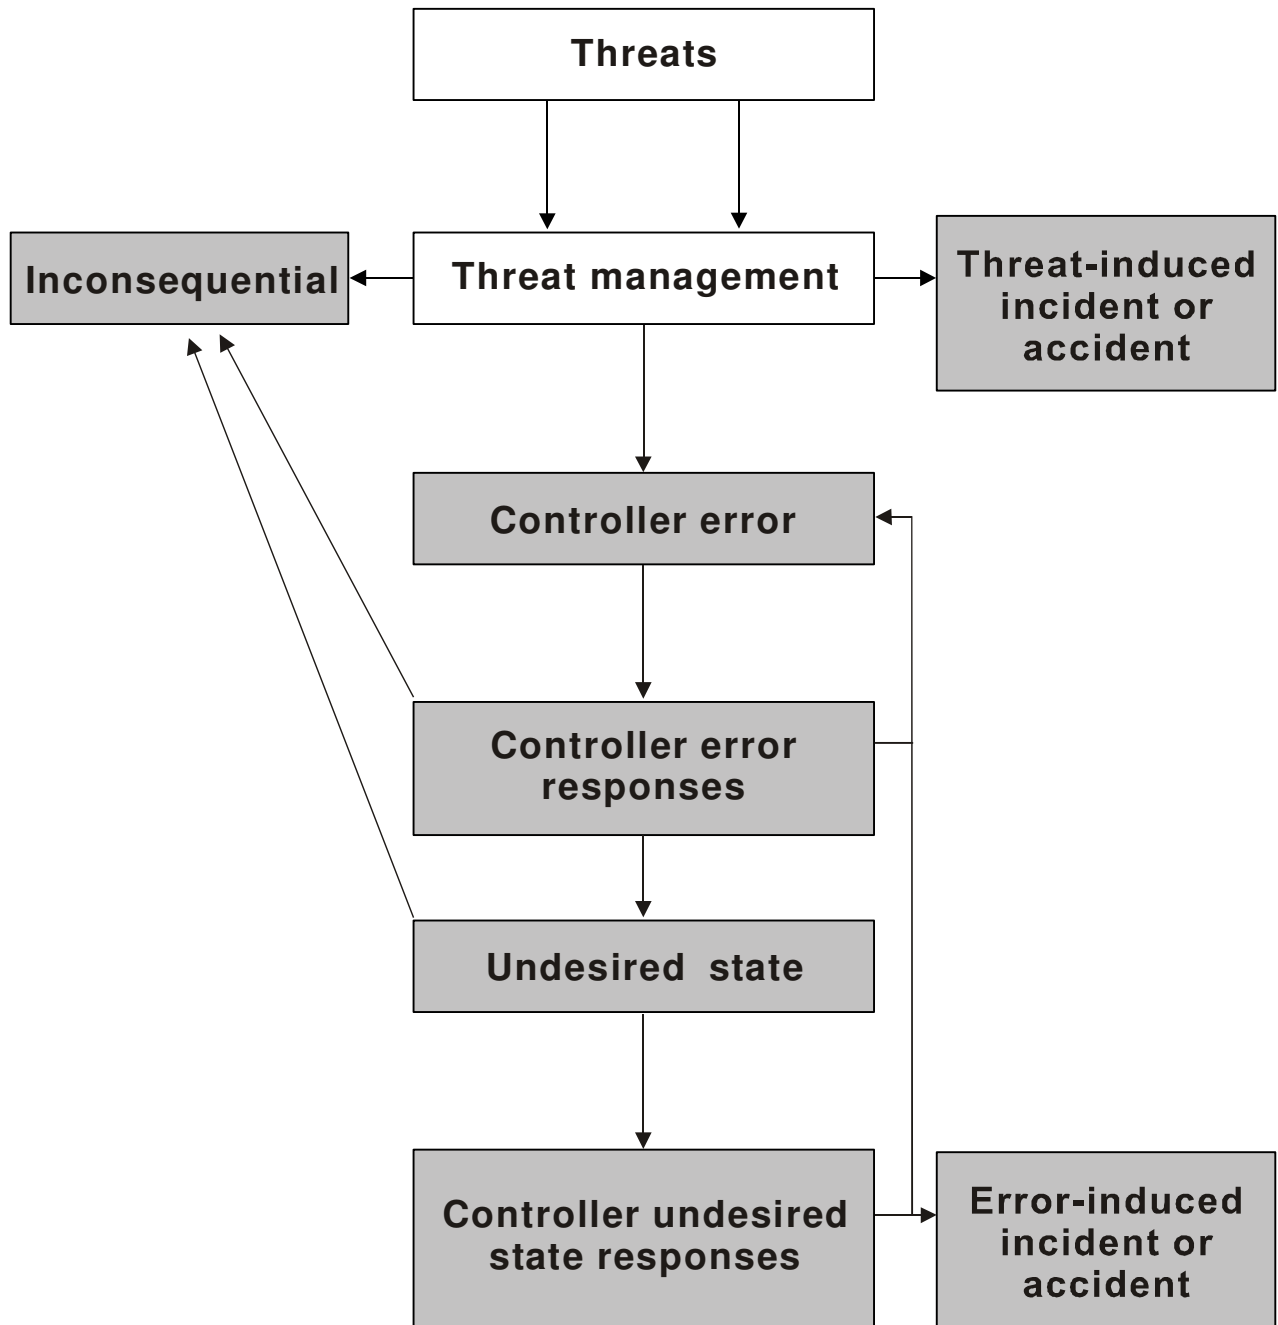 Threats
Inconsequential
Threat management
Threat-induced
incident or
accident
Controller error
Controller error
responses
Undesired state
Controller undesired
state responses
Error-induced
incident or
accident